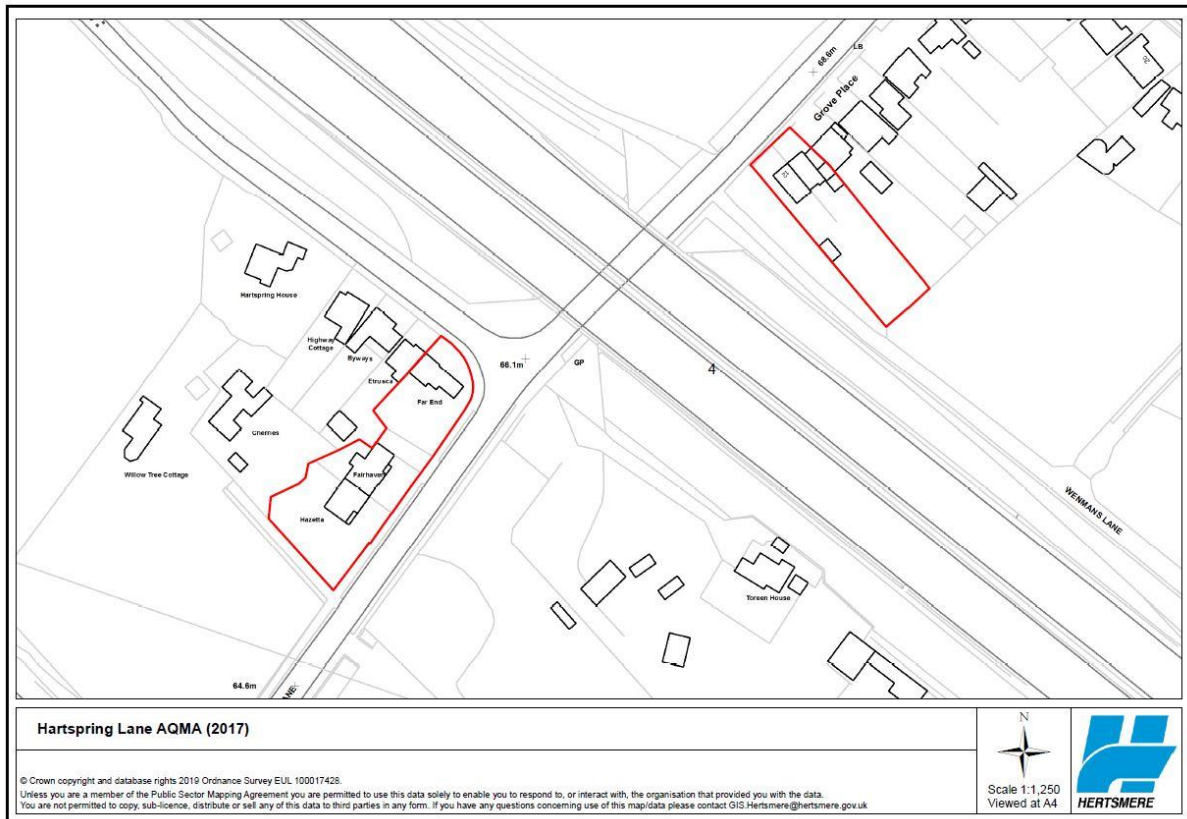 68.6m
LB
Grove Place
26
12
Hartspring House
Highway
Cottage
Byways
Etrusca
66.1m
GP
4
Far End
Cherries
Willow Tree Cottage
Fairhaven
Hazetta
WENMANS LANE
Toreen House
64.6m
Hartspring Lane AQMA (2017)
© Crown copyright and database rights 2019 Ordnance Survey EUL 100017428.
Unless you are a member of the Public Sector Mapping Agreement you are permitted to use this data solely to enable you to respond to, or interact with, the organisation that provided you with the data.
You are not permitted to copy, sub-licence, distribute or sell any of this data to third parties in any form. If you have any questions concerning use of this map/data please contact GIS.Hertsmere@hertsmere.gov.uk
N
Scale 1:1,250
Viewed at A4
HERTSMERE